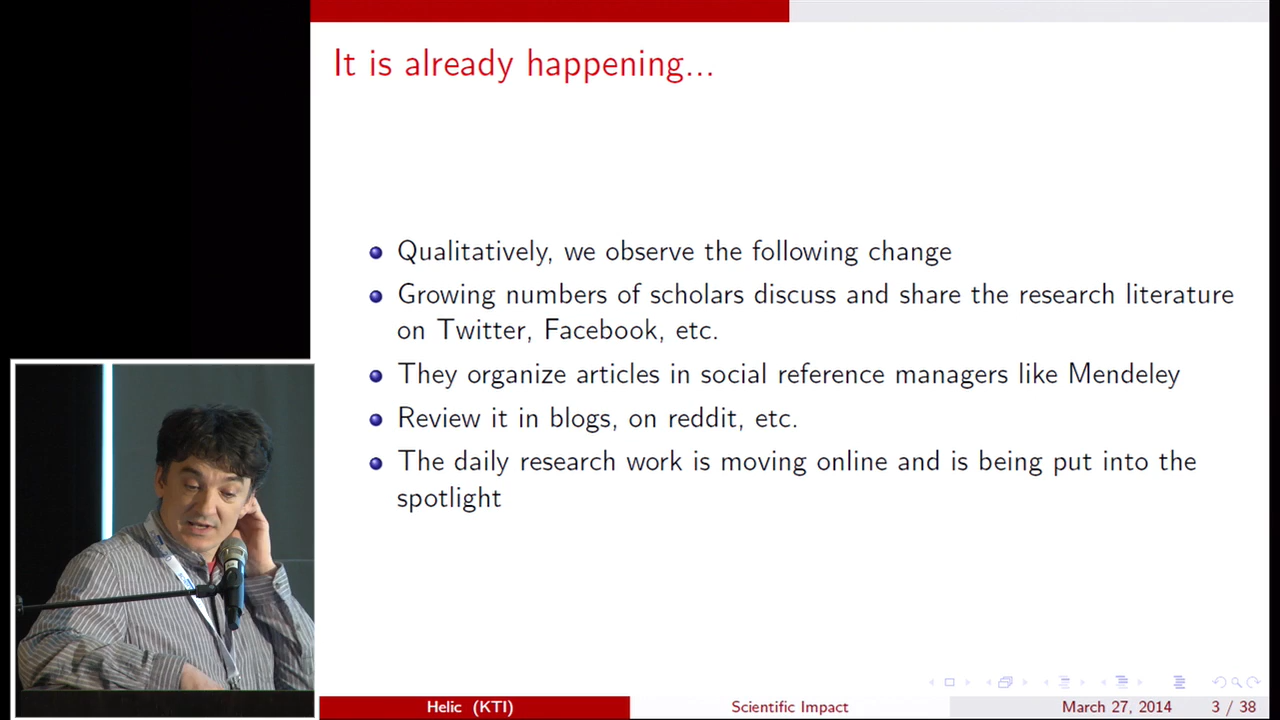 It is already happening...
Qualitatively, we observe the following change
Growing numbers of scholars discuss and share the research literature
on Twitter, Facebook, etc.
They organize articles in social reference managers like Mendeley
Review it in blogs, on reddit, etc.
The daily research work is moving online and is being put into the
spotlight
Helic (KTI) Scientific Impact March 27, 2014 3 / 38